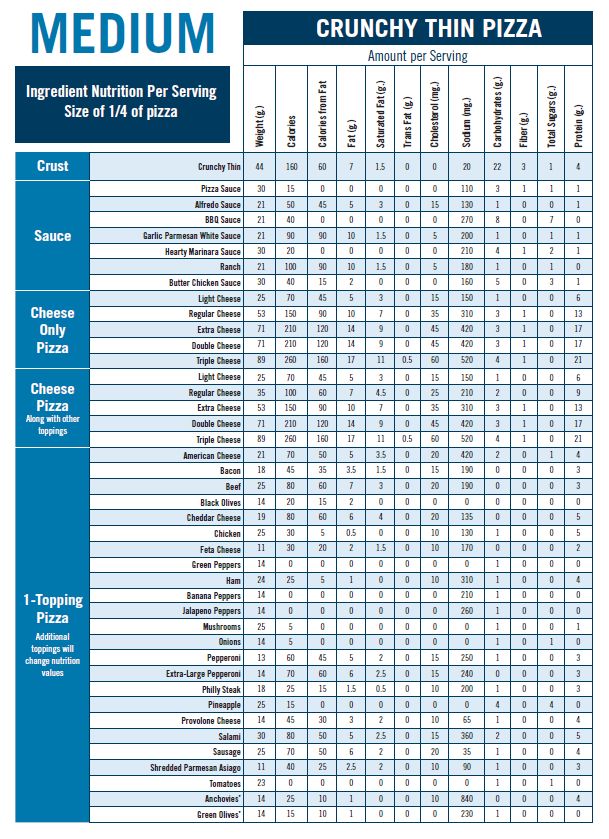 MEDIUM
CRUNCHY THIN PIZZA
Amount per Serving
Ingredient Nutrition Per Serving
Size of 1/4 of pizza
Weight (g.) Calories Calories from Fat Fat (g.) Saturated Fat (g.) Trans Fat (g.) Cholesterol (mg.) Sodium (mg.) Carbohydrates (g.) Fiber (g.) Total Sugars (g.) Protein (g.)
Crust
Crunchy Thin 44 160 60 7 1.5 0 0 20 22 3 1 4
Sauce
Pizza Sauce 30 15 0 0 0 0 0 110 3 1 1 1
Alfredo Sauce 21 50 45 5 3 0 15 130 1 0 0 1
BBQ Sauce 21 40 0 0 0 0 0 270 8 0 7 0
Garlic Parmesan White Sauce 21 90 90 10 1.5 0 5 200 1 0 1 1
Hearty Marinara Sauce 30 20 0 0 0 0 0 210 4 1 2 1
Ranch 21 100 90 10 1.5 0 5 180 1 0 1 0
Butter Chicken Sauce 30 40 15 2 0 0 0 160 5 0 3 1
Cheese
Only
Pizza
Light Cheese 25 70 45 5 3 0 15 150 1 0 0 6
Regular Cheese 53 150 90 10 7 0 35 310 3 1 0 13
Extra Cheese 71 210 120 14 9 0 45 420 3 1 0 17
Double Cheese 71 210 120 14 9 0 45 420 3 1 0 17
Triple Cheese 89 260 160 17 11 0.5 60 520 4 1 0 21
Cheese
Pizza
Along with other
toppings
Light Cheese 25 70 45 5 3 0 15 150 1 0 0 6
Regular Cheese 35 100 60 7 4.5 0 25 210 2 0 0 9
Extra Cheese 53 150 90 10 7 0 35 310 3 1 0 13
Double Cheese 71 210 120 14 9 0 45 420 3 1 0 17
Triple Cheese 89 260 160 17 11 0.5 60 520 4 1 0 21
1-Topping
Pizza
Additional
toppings will
change nutrition
values
American Cheese 21 70 50 5 3.5 0 20 420 2 0 1 4
Bacon 18 45 35 3.5 1.5 0 15 190 0 0 0 3
Beef 25 80 60 7 3 0 20 190 0 0 0 3
Black Olives 14 20 15 2 0 0 0 0 0 0 0 0
Cheddar Cheese 19 80 60 6 4 0 20 135 0 0 0 5
Chicken 25 30 5 0.5 0 0 10 130 1 0 0 5
Feta Cheese 11 30 20 2 1.5 0 10 170 0 0 0 2
Green Peppers 14 0 0 0 0 0 0 0 1 0 0 0
Ham 24 25 5 1 0 0 10 310 1 0 0 4
Banana Peppers 14 0 0 0 0 0 0 210 1 0 0 0
Jalapeno Peppers 14 0 0 0 0 0 0 260 1 0 0 0
Mushrooms 25 5 0 0 0 0 0 0 1 0 0 1
Onions 14 5 0 0 0 0 0 0 1 0 1 0
Pepperoni 13 60 45 5 2 0 15 250 1 0 0 3
Extra-Large Pepperoni 14 70 60 6 2.5 0 15 240 0 0 0 3
Philly Steak 18 25 15 1.5 0.5 0 10 200 1 0 0 3
Pineapple 25 15 0 0 0 0 0 0 4 0 4 0
Provolone Cheese 14 45 30 3 2 0 10 65 1 0 0 4
Salami 30 80 50 5 2.5 0 15 360 2 0 0 5
Sausage 25 70 50 6 2 0 20 35 1 0 0 4
Shredded Parmesan Asiago 11 40 25 2.5 2 0 10 90 1 0 0 3
Tomatoes 23 0 0 0 0 0 0 0 1 0 1 0
Anchovies* 14 25 10 1 0 0 10 840 0 0 0 4
Green Olives* 14 15 10 1 0 0 0 230 1 0 0 0